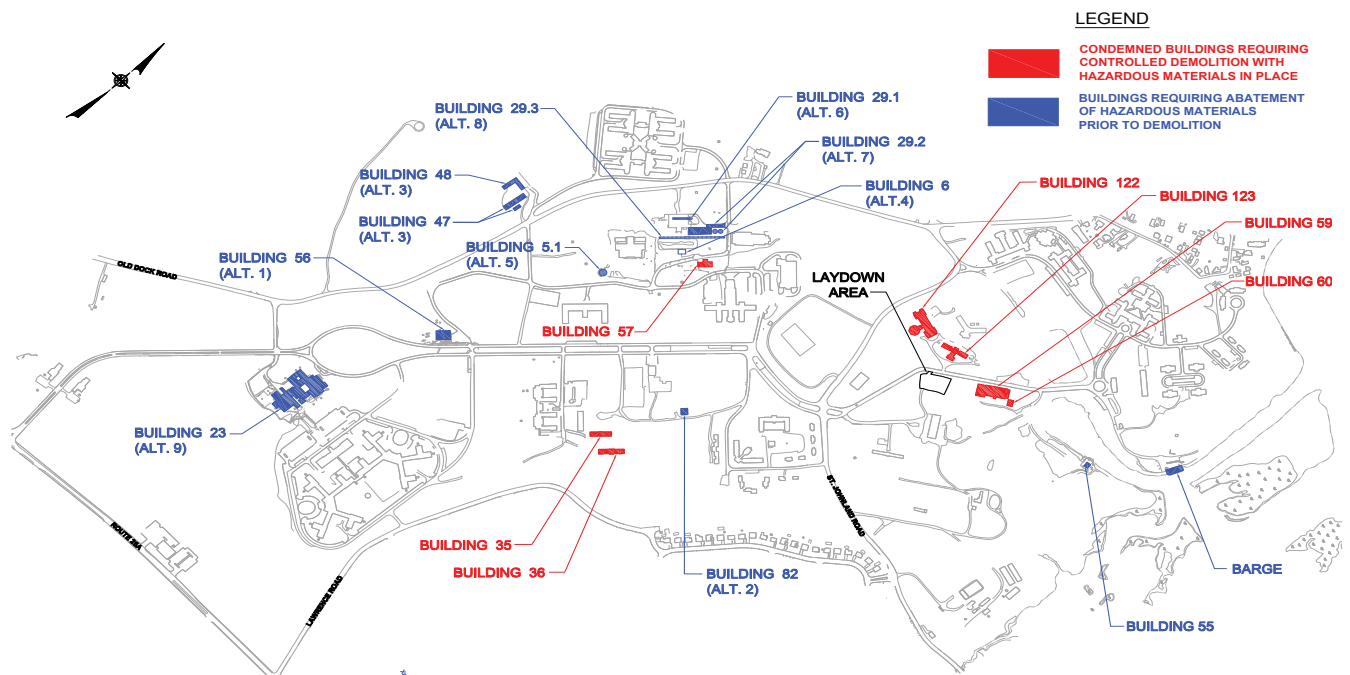 LEGEND
CONDEMNED BUILDINGS REQUIRING
CONTROLLED DEMOLITION WITH
HAZARDOUS MATERIALS IN PLACE
BUILDINGS REQUIRING ABATEMENT
OF HAZARDOUS MATERIALS
PRIOR TO DEMOLITION
BUILDING 29.3
(ALT. 8)
BUILDING 29.1
(ALT. 6)
BUILDING 29.2
(ALT. 7)
BUILDING 48
(ALT. 3)
BUILDING 6
(ALT.4)
BUILDING 122
BUILDING 123
BUILDING 59
BUILDING 47
(ALT. 3)
BUILDING 5.1
(ALT. 5)
BUILDING 56
(ALT. 1)
OLD DOCK ROAD
LAYDOWN
AREA
BUILDING 60
BUILDING 57
BUILDING 23
(ALT. 9)
ROUTE 25A
LAWRENCE ROAD
BUILDING 35
BUILDING 36
BUILDING 82
(ALT. 2)
ST. JOHNLAND ROAD
BARGE
BUILDING 55